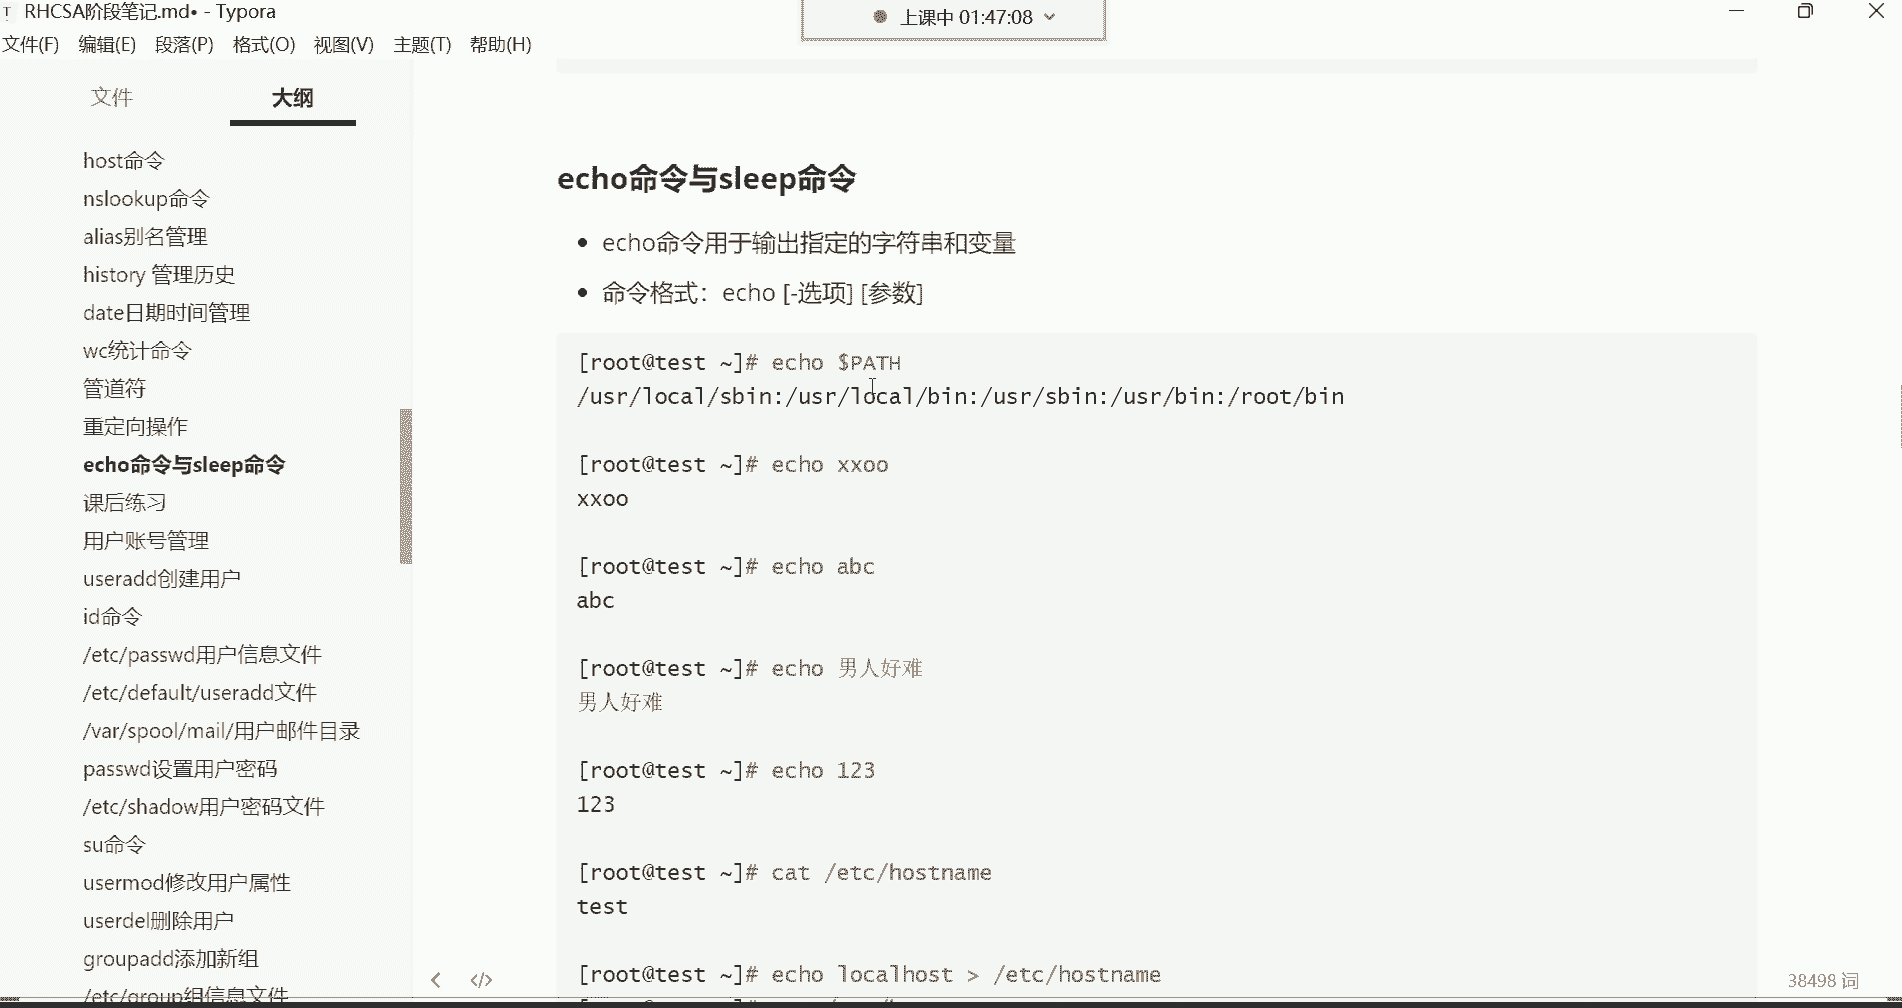 RHCSA阶段笔记.md• - Typora
上课中 01:47:08
文件(F) 编辑(E) 段落(P) 格式(O) 视图(V) 主题(T) 帮助(H)
文件 大纲
host命令
nslookup命令
alias别名管理
history 管理历史
date日期时间管理
wc统计命令
管道符
重定向操作
echo命令与sleep命令
课后练习
用户账号管理
useradd创建用户
id命令
/etc/passwd用户信息文件
/etc/default/useradd文件
/var/spool/mail/用户邮件目录
passwd设置用户密码
/etc/shadow用户密码文件
su命令
usermod修改用户属性
userdel删除用户
groupadd添加新组
/etc/group组信息文件
echo命令与sleep命令
• echo命令用于输出指定的字符串和变量
• 命令格式：echo [-选项] [参数]
[root@test ~]# echo $PATH
/usr/local/sbin:/usr/local/bin:/usr/sbin:/usr/bin:/root/bin
[root@test ~]# echo xxoo
xxoo
[root@test ~]# echo abc
abc
[root@test ~]# echo 男人好难
男人好难
[root@test ~]# echo 123
123
[root@test ~]# cat /etc/hostname
test
[root@test ~]# echo localhost > /etc/hostname
38498 词